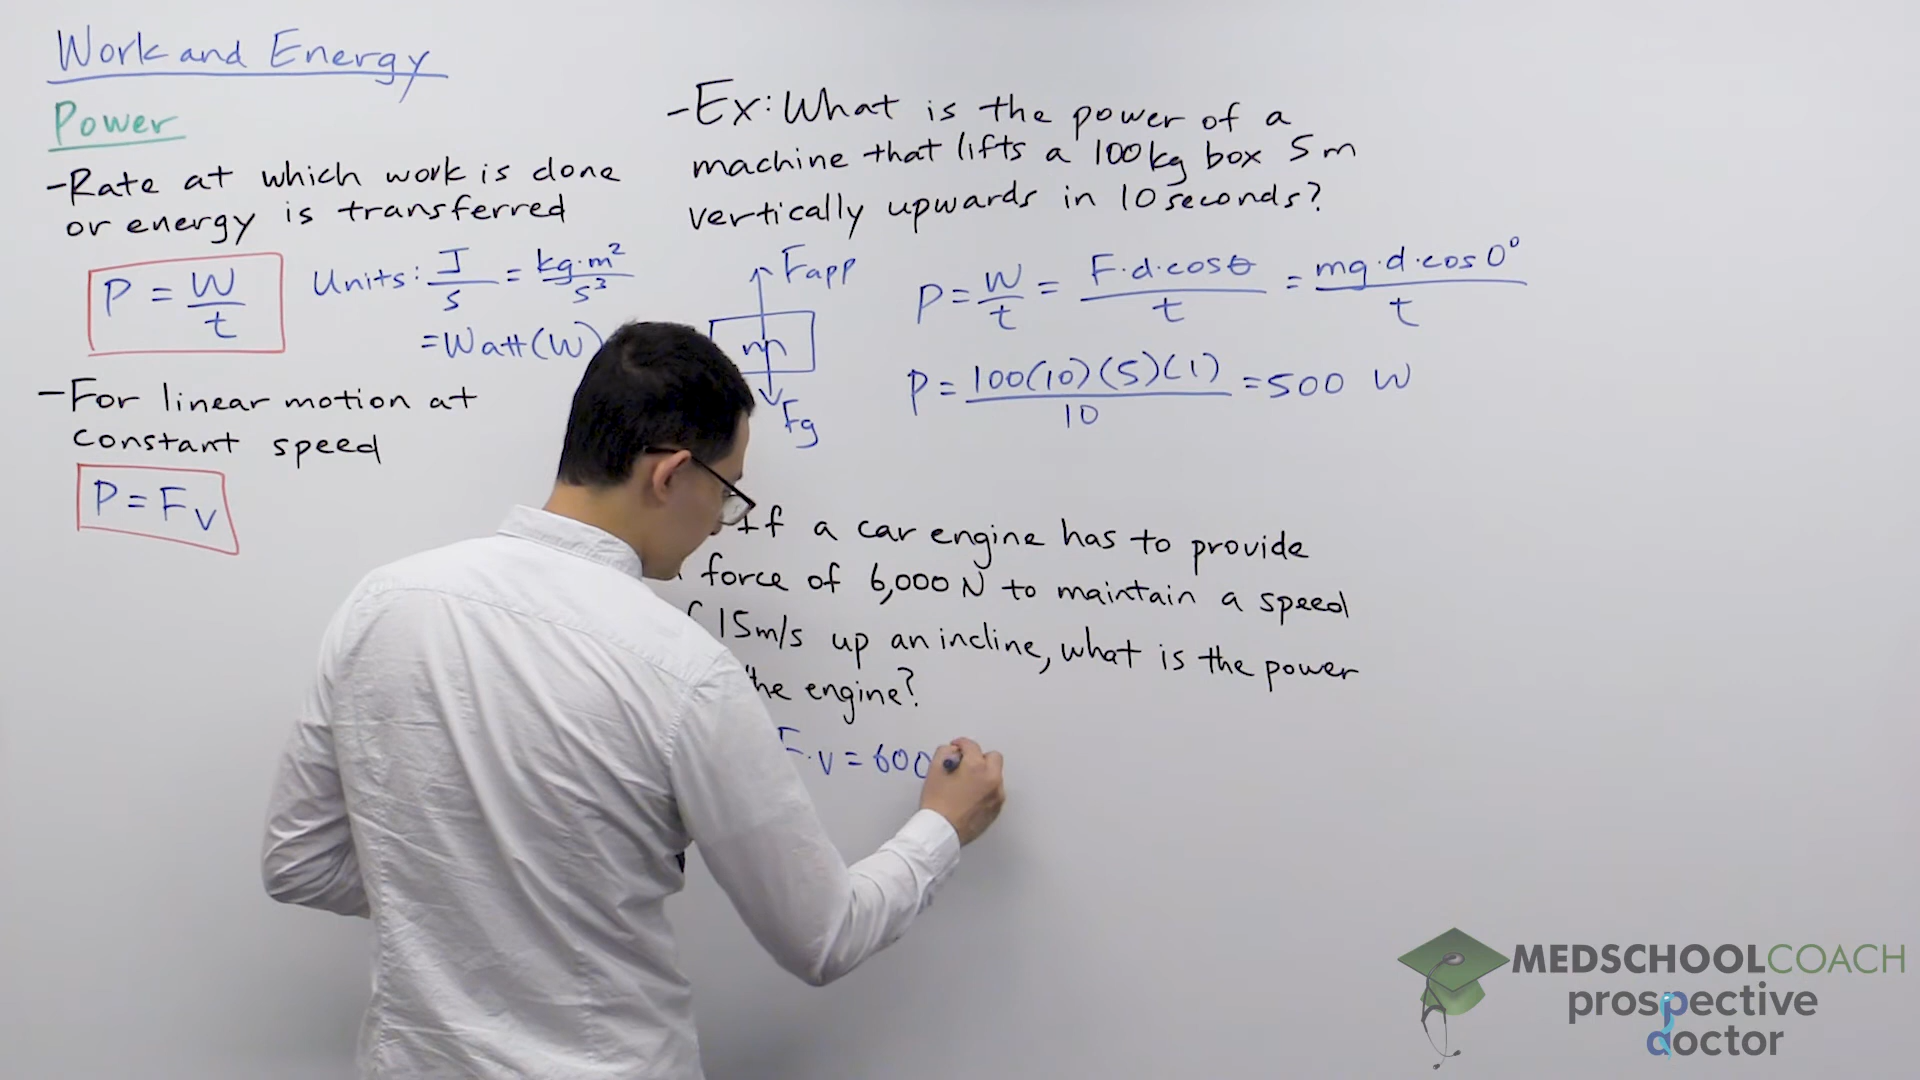 Work and Energy
Power
-Rate at which work is done
or energy is transferred
P = W/t
Units: J/s = kg·m²/s³
= Watt (W)
-For linear motion at
constant speed
P = Fv
-Ex: What is the power of a
machine that lifts a 100kg box 5m
vertically upwards in 10 seconds?
Fapp
m
Fg
P = W/t = F·d·cosθ/t = mg·d·cos0°/t
P = 100(10)(5)(1)/10 = 500 W
If a car engine has to provide
force of 6,000 N to maintain a speed
15m/s up an incline, what is the power
the engine?
F·v = 600
MEDSCHOOLCOACH
prospective
doctor